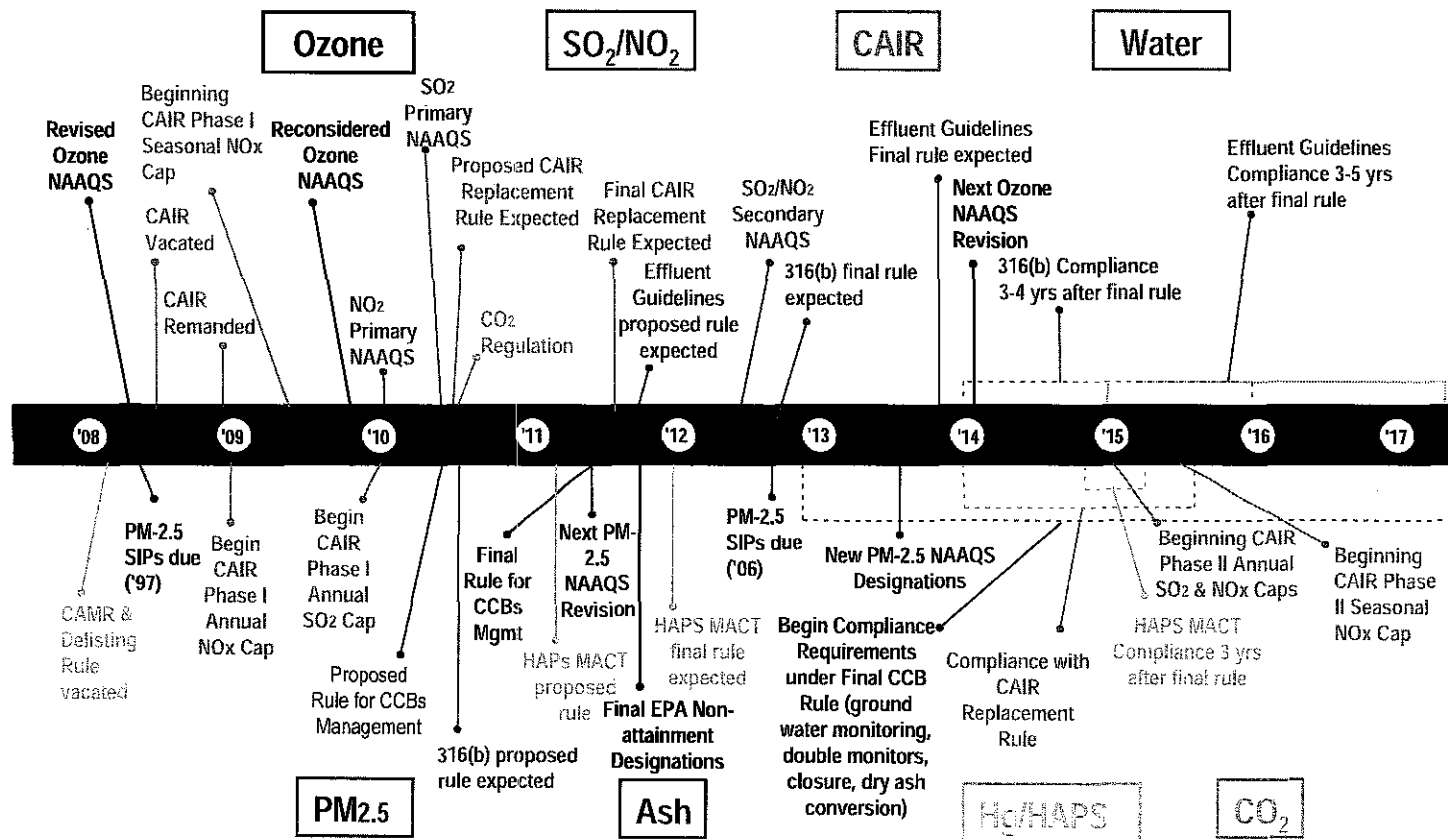 Ozone
SO2/NO2
CAIR
Water
Revised
Ozone
NAAQS
Beginning
CAIR Phase I
Seasonal NOx
Cap
CAIR
Vacated
CAIR
Remanded
Reconsidered
Ozone
NAAQS
NO2
Primary
NAAQS
SO2
Primary
NAAQS
Proposed CAIR
Replacement
Rule Expected
CO2
Regulation
Final CAIR
Replacement
Rule Expected
Effluent
Guidelines
proposed rule
expected
SO2/NO2
Secondary
NAAQS
316(b) final rule
expected
Effluent Guidelines
Final rule expected
Next Ozone
NAAQS
Revision
316(b) Compliance
3-4 yrs after final rule
Effluent Guidelines
Compliance 3-5 yrs
after final rule
'08
'09
'10
'11
'12
'13
'14
'15
'16
'17
CAMR &
Delisting
Rule
vacated
PM-2.5
SIPs due
('97)
Begin
CAIR
Phase I
Annual
NOx Cap
Begin
CAIR
Phase I
Annual
SO2 Cap
Proposed
Rule for CCBs
Management
316(b) proposed
rule expected
Final
Rule for
CCBs
Mgmt
Next PM-
2.5
NAAQS
Revision
HAPs MACT
proposed
rule
Final EPA Non-
attainment
Designations
HAPS MACT
final rule
expected
PM-2.5
SIPs due
('06)
New PM-2.5 NAAQS
Designations
Begin Compliance
Requirements
under Final CCB
Rule (ground
water monitoring,
double monitors,
closure, dry ash
conversion)
Compliance with
CAIR
Replacement
Rule
Beginning CAIR
Phase II Annual
SO2 & NOx Caps
HAPS MACT
Compliance 3 yrs
after final rule
Beginning
CAIR Phase
II Seasonal
NOx Cap
PM2.5
Ash
Hg/HAPS
CO2